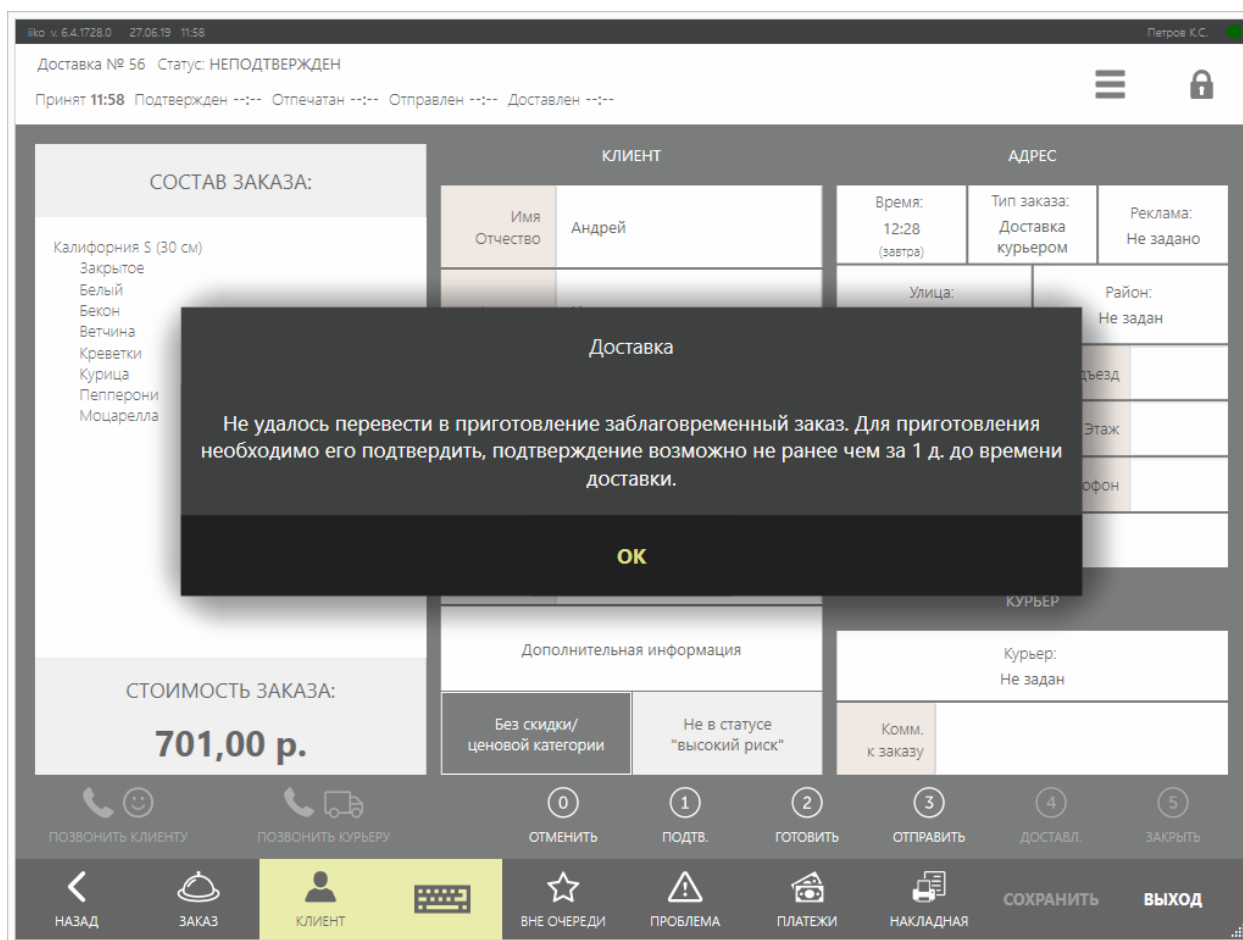 iiko v. 6.4.1728.0 27.06.19 11:58 Петров К.С.
Доставка № 56 Статус: НЕПОДТВЕРЖДЕН
Принят 11:58 Подтвержден --:-- Отпечатан --:-- Отправлен --:-- Доставлен --:--
СОСТАВ ЗАКАЗА:
Калифорния S (30 см)
Закрытое
Белый
Бекон
Ветчина
Креветки
Курица
Пепперони
Моцарелла
СТОИМОСТЬ ЗАКАЗА:
701,00 р.
КЛИЕНТ
Имя
Отчество
Андрей
АДРЕС
Время:
12:28
(завтра)
Тип заказа:
Доставка
курьером
Реклама:
Не задано
Улица:
Район:
Не задан
Этаж
Доставка
Не удалось перевести в приготовление заблаговременный заказ. Для приготовления
необходимо его подтвердить, подтверждение возможно не ранее чем за 1 д. до времени
доставки.
OK
Дополнительная информация
Без скидки/
ценовой категории
Не в статусе
"высокий риск"
КУРЬЕР
Курьер:
Не задан
Комм.
к заказу
ПОЗВОНИТЬ КЛИЕНТУ
ПОЗВОНИТЬ КУРЬЕРУ
0
ОТМЕНИТЬ
1
ПОДТВ.
2
ГОТОВИТЬ
3
ОТПРАВИТЬ
4
ДОСТАВЛ.
5
ЗАКРЫТЬ
НАЗАД
ЗАКАЗ
КЛИЕНТ
ВНЕ ОЧЕРЕДИ
ПРОБЛЕМА
ПЛАТЕЖИ
НАКЛАДНАЯ
СОХРАНИТЬ
ВЫХОД